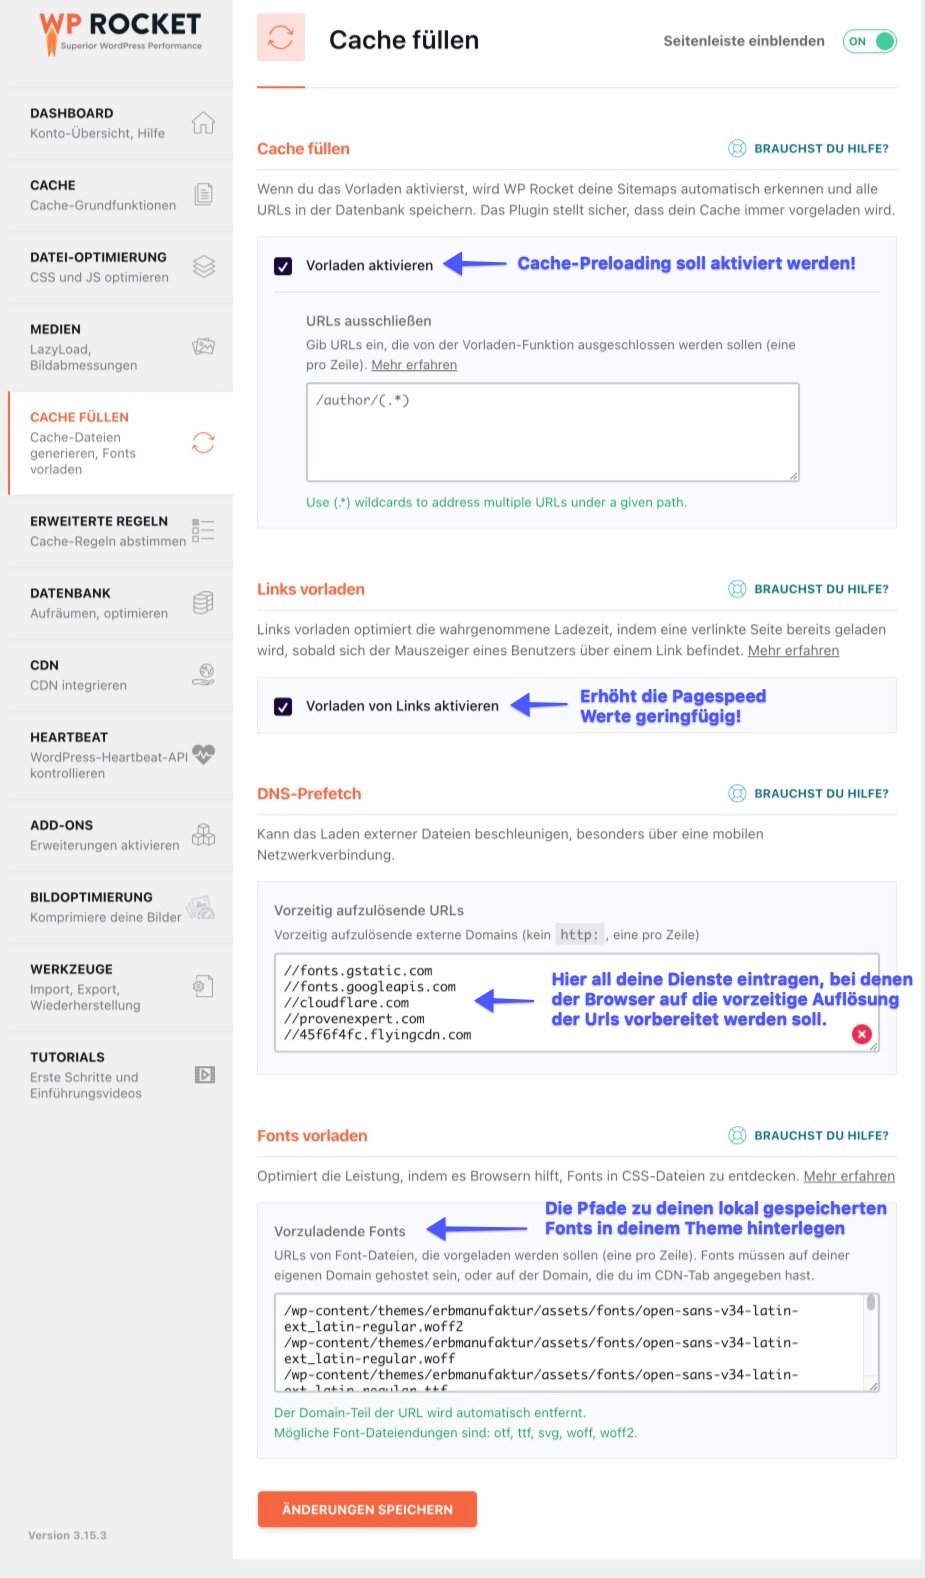 WP ROCKET
Superior WordPress Performance
DASHBOARD
Konto-Übersicht, Hilfe
CACHE
Cache-Grundfunktionen
DATEI-OPTIMIERUNG
CSS und JS optimieren
MEDIEN
LazyLoad,
Bildabmessungen
CACHE FÜLLEN
Cache-Dateien
generieren, Fonts
vorladen
ERWEITERTE REGELN
Cache-Regeln abstimmen
DATENBANK
Aufräumen, optimieren
CDN
CDN integrieren
HEARTBEAT
WordPress-Heartbeat-API
kontrollieren
ADD-ONS
Erweiterungen aktivieren
BILDOPTIMIERUNG
Komprimiere deine Bilder
WERKZEUGE
Import, Export,
Wiederherstellung
TUTORIALS
Erste Schritte und
Einführungsvideos
Version 3.15.3
Cache füllen
Seitenleiste einblenden ON
Cache füllen BRAUCHST DU HILFE?
Wenn du das Vorladen aktivierst, wird WP Rocket deine Sitemaps automatisch erkennen und alle
URLs in der Datenbank speichern. Das Plugin stellt sicher, dass dein Cache immer vorgeladen wird.
Vorladen aktivieren Cache-Preloading soll aktiviert werden!
URLs ausschließen
Gib URLs ein, die von der Vorladen-Funktion ausgeschlossen werden sollen (eine
pro Zeile). Mehr erfahren
/author/(.*)
Use (.*) wildcards to address multiple URLs under a given path.
Links vorladen BRAUCHST DU HILFE?
Links vorladen optimiert die wahrgenommene Ladezeit, indem eine verlinkte Seite bereits geladen
wird, sobald sich der Mauszeiger eines Benutzers über einem Link befindet. Mehr erfahren
Vorladen von Links aktivieren
Erhöht die Pagespeed
Werte geringfügig!
DNS-Prefetch BRAUCHST DU HILFE?
Kann das Laden externer Dateien beschleunigen, besonders über eine mobilen
Netzwerkverbindung.
Vorzeitig aufzulösende URLs
Vorzeitig aufzulösende externe Domains (kein http: , eine pro Zeile)
//fonts.gstatic.com
//fonts.googleapis.com
//cloudflare.com
//provenexpert.com
//45f6f4fc.flyingcdn.com
Hier all deine Dienste eintragen, bei denen
der Browser auf die vorzeitige Auflösung
der Urls vorbereitet werden soll.
Fonts vorladen BRAUCHST DU HILFE?
Optimiert die Leistung, indem es Browsern hilft, Fonts in CSS-Dateien zu entdecken. Mehr erfahren
Vorzuladende Fonts
Die Pfade zu deinen lokal gespeicherten
Fonts in deinem Theme hinterlegen
URLs von Font-Dateien, die vorgeladen werden sollen (eine pro Zeile). Fonts müssen auf deiner
eigenen Domain gehostet sein, oder auf der Domain, die du im CDN-Tab angegeben hast.
/wp-content/themes/erbmanufaktur/assets/fonts/open-sans-v34-latin-
ext_latin-regular.woff2
/wp-content/themes/erbmanufaktur/assets/fonts/open-sans-v34-latin-
ext_latin-regular.woff
/wp-content/themes/erbmanufaktur/assets/fonts/open-sans-v34-latin-
ext_latin-regular.ttf
Der Domain-Teil der URL wird automatisch entfernt.
Mögliche Font-Dateiendungen sind: otf, ttf, svg, woff, woff2.
ÄNDERUNGEN SPEICHERN